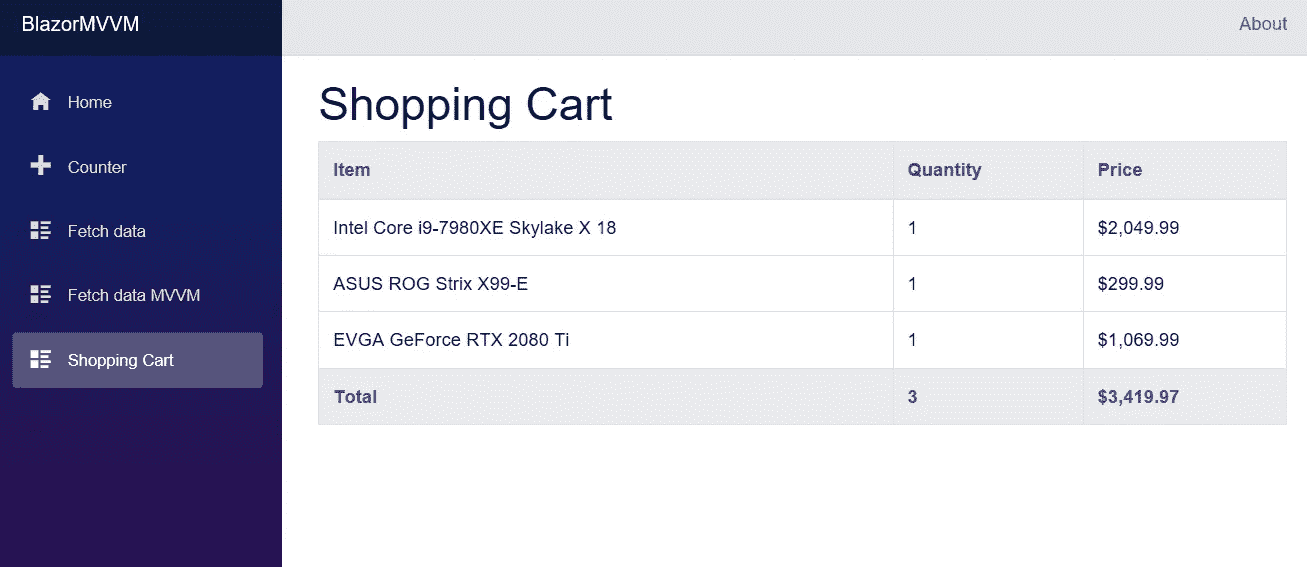 BlazorMVVM
About
Home
Counter
Fetch data
Fetch data MVVM
Shopping Cart
Shopping Cart
Item Quantity Price
Intel Core i9-7980XE Skylake X 18 1 $2,049.99
ASUS ROG Strix X99-E 1 $299.99
EVGA GeForce RTX 2080 Ti 1 $1,069.99
Total 3 $3,419.97